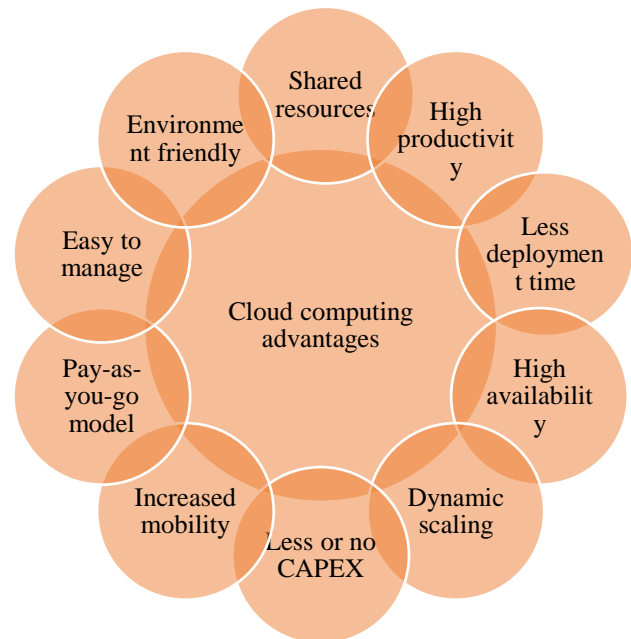 Shared
resources
High
productivit
y
Less
deploymen
t time
High
availabilit
y
Dynamic
scaling
Less or no
CAPEX
Increased
mobility
Pay-as-
you-go
model
Easy to
manage
Environme
nt friendly
Cloud computing
advantages